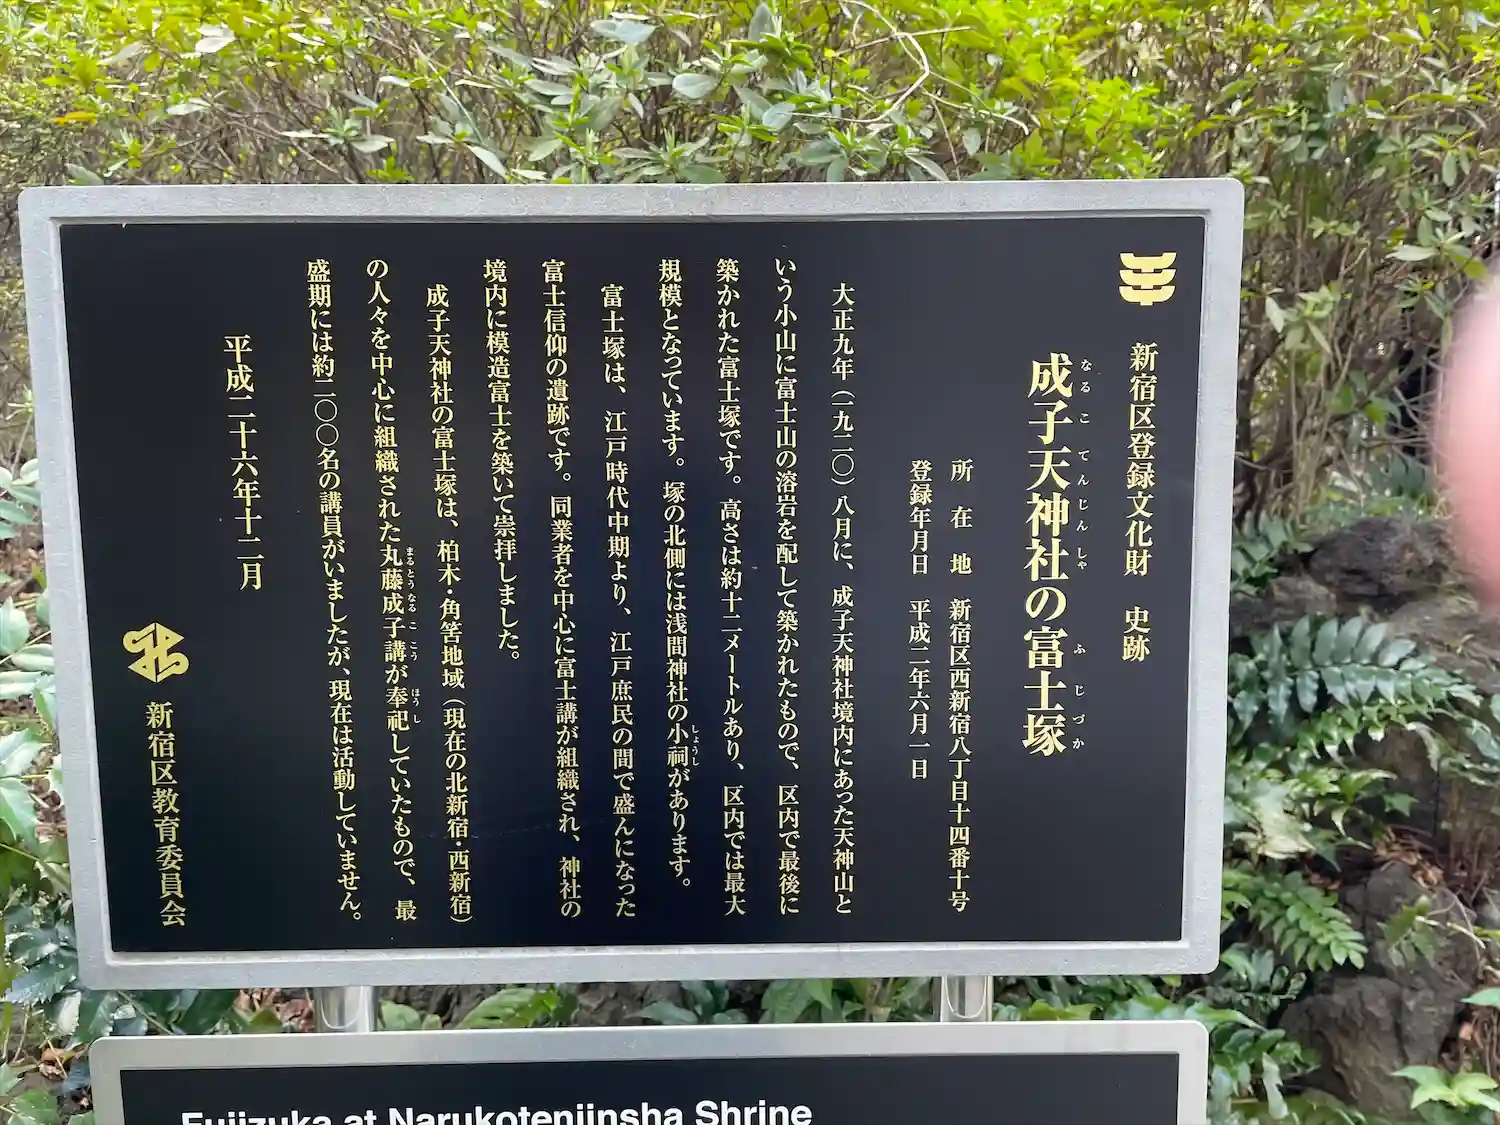 新宿区登録文化財　史跡
成子天神社の富士塚
なるこてんじんしゃ　ふじづか
所在地　新宿区西新宿八丁目十四番十号
登録年月日　平成二年六月一日
大正九年（一九二〇）八月に、成子天神社境内にあった天神山と
いう小山に富士山の溶岩を配して築かれたもので、区内で最後に
築かれた富士塚です。高さは約十二メートルあり、区内では最大
規模となっています。塚の北側には浅間神社の小祠があります。
しょうし
富士塚は、江戸時代中期より、江戸庶民の間で盛んになった
富士信仰の遺跡です。同業者を中心に富士講が組織され、神社の
境内に模造富士を築いて崇拝しました。
成子天神社の富士塚は、柏木・角筈地域（現在の北新宿・西新宿）
の人々を中心に組織された丸藤成子講が奉祀していたもので、最
まるとうなるここう　ほうし
盛期には約二〇〇名の講員がいましたが、現在は活動していません。
平成二十六年十二月
新宿区教育委員会
Fujizuka at Narukotenjinsha Shrine